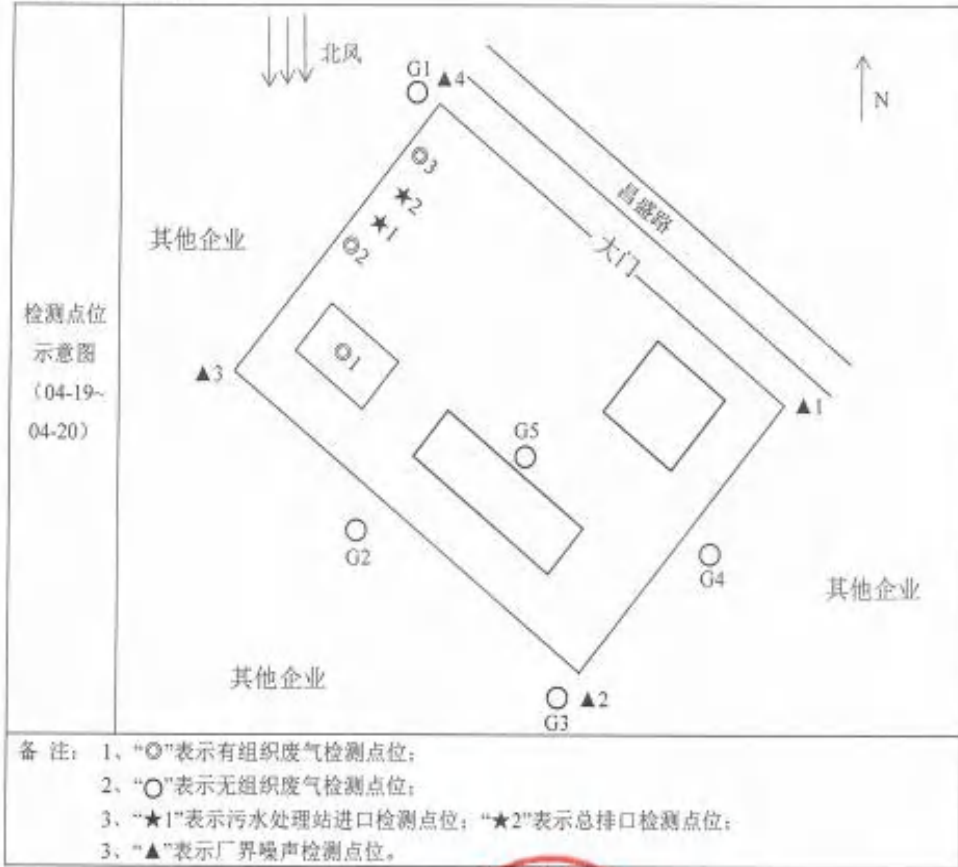 北风
G1
▲4
N
◎3
★2
★1
◎2
昌盛路
大门
其他企业
检测点位
示意图
（04-19~
04-20）
◎1
▲3
▲1
G5
G2
G4
其他企业
其他企业
▲2
G3
备 注： 1、“◎”表示有组织废气检测点位；
2、“○”表示无组织废气检测点位；
3、“★1”表示污水处理站进口检测点位；“★2”表示总排口检测点位；
3、“▲”表示厂界噪声检测点位。